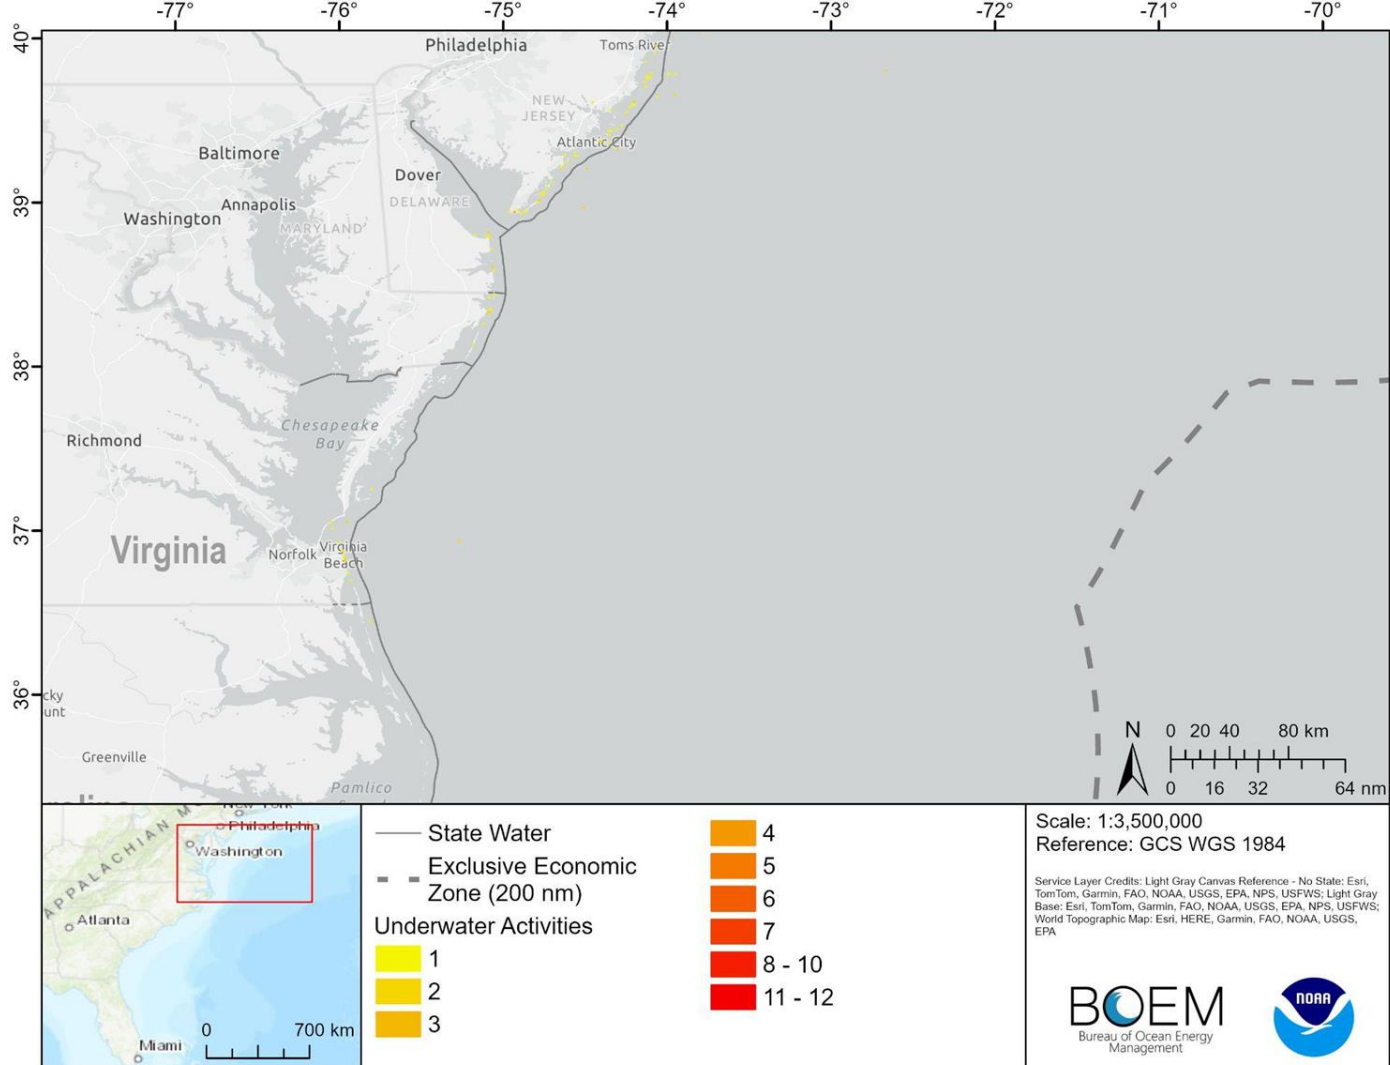 -77° -76° -75° -74° -73° -72° -71° -70°
40°
39°
38°
37°
36°
Philadelphia
Toms River
NEW
JERSEY
Atlantic City
Baltimore
Dover
DELAWARE
Annapolis
Washington
MARYLAND
Chesapeake
Bay
Richmond
Virginia
Norfolk
Virginia
Beach
cky
unt
Greenville
Pamlico
N
0 20 40 80 km
0 16 32 64 nm
New York
Philadelphia
Washington
APPALACHIAN M
Atlanta
Miami
0 700 km
State Water
Exclusive Economic
Zone (200 nm)
Underwater Activities
1
2
3
4
5
6
7
8 - 10
11 - 12
Scale: 1:3,500,000
Reference: GCS WGS 1984
Service Layer Credits: Light Gray Canvas Reference - No State: Esri,
TomTom, Garmin, FAO, NOAA, USGS, EPA, NPS, USFWS; Light Gray
Base: Esri, TomTom, Garmin, FAO, NOAA, USGS, EPA, NPS, USFWS;
World Topographic Map: Esri, HERE, Garmin, FAO, NOAA, USGS,
EPA
BOEM
Bureau of Ocean Energy
Management
NOAA